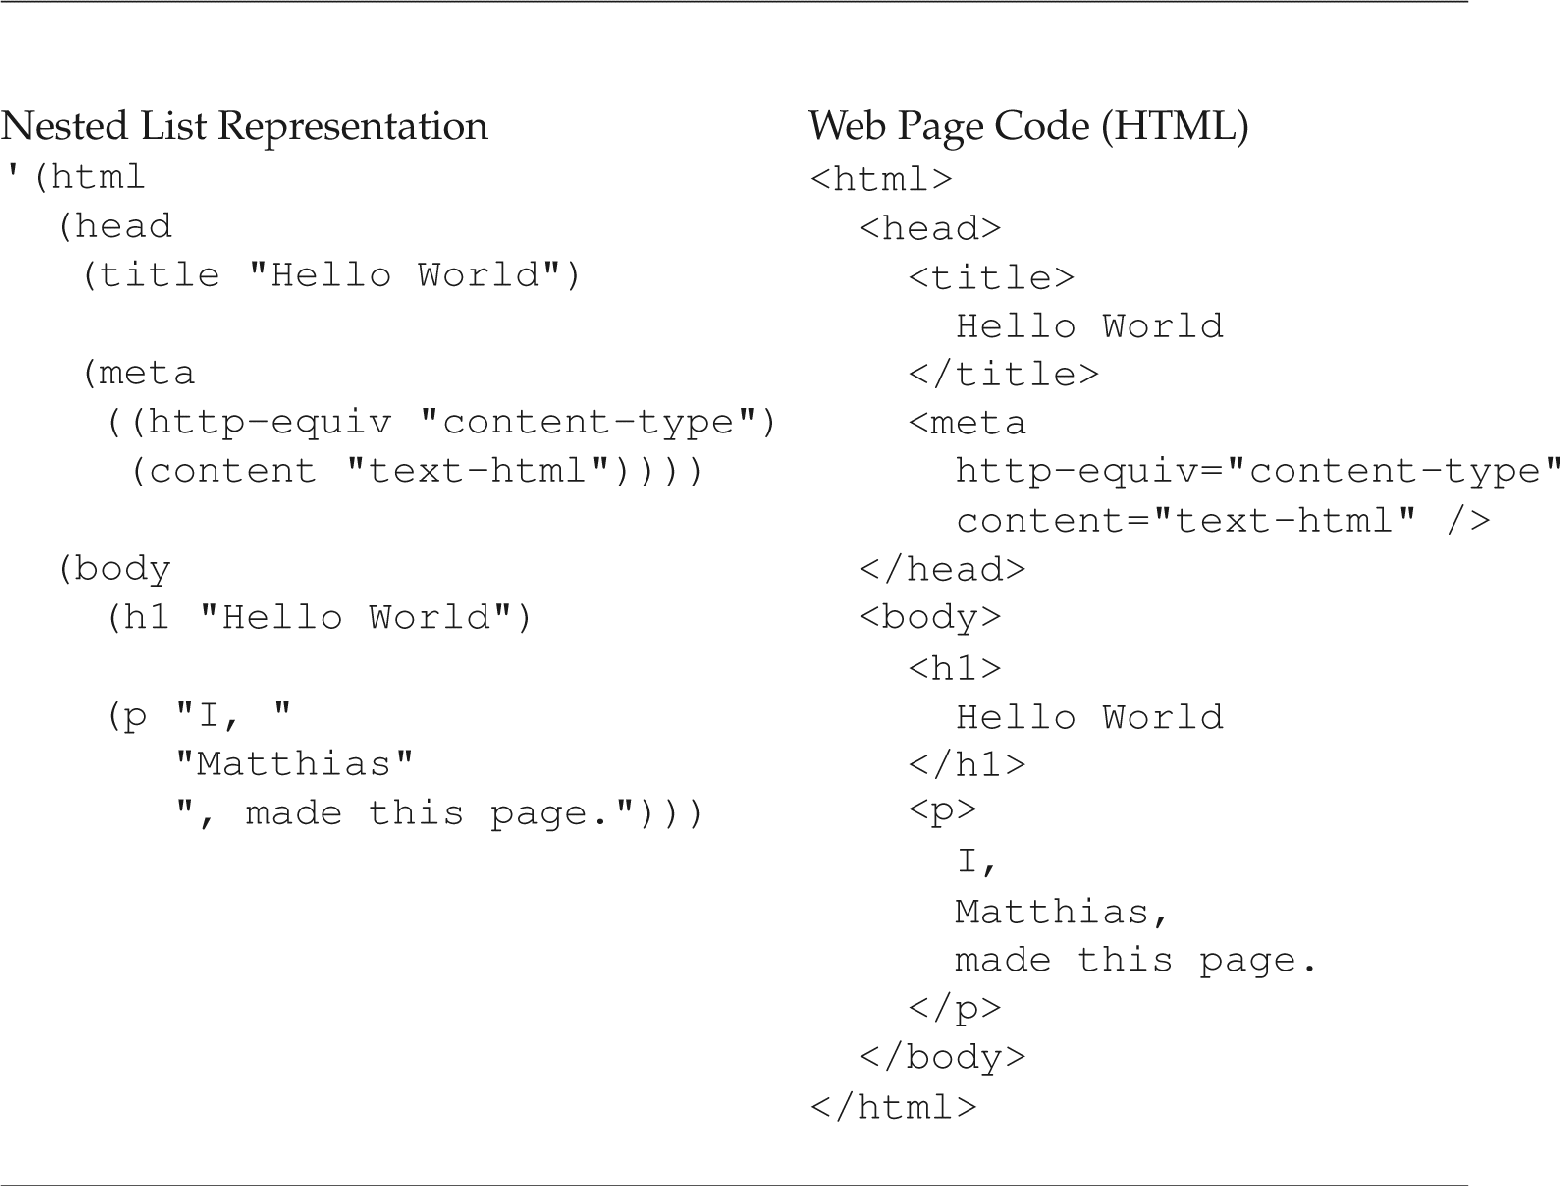 Nested List Representation
'(html
  (head
   (title "Hello World")
   (meta
    ((http-equiv "content-type")
     (content "text-html"))))
  (body
    (h1 "Hello World")
    (p "I, "
       "Matthias"
       ", made this page.")))
Web Page Code (HTML)
<html>
  <head>
    <title>
      Hello World
    </title>
    <meta
      http-equiv="content-type"
      content="text-html" />
  </head>
  <body>
    <h1>
      Hello World
    </h1>
    <p>
      I,
      Matthias,
      made this page.
    </p>
  </body>
</html>